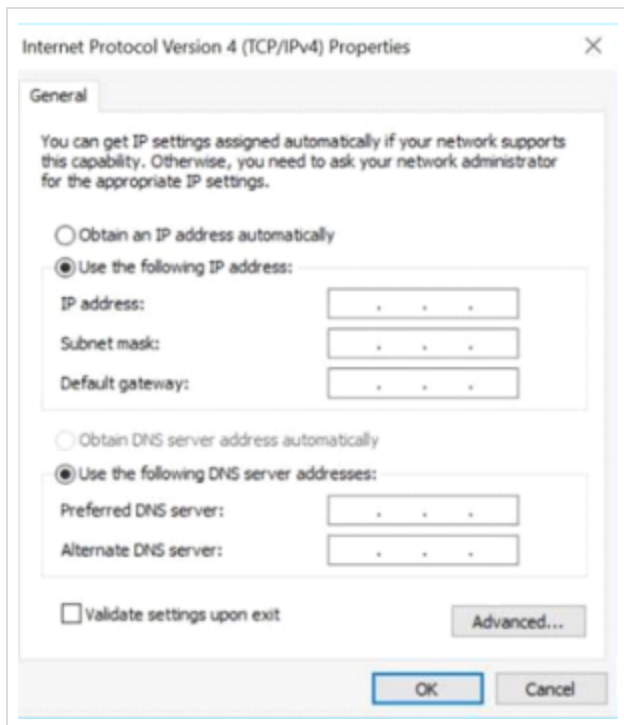 Internet Protocol Version 4 (TCP/IPv4) Properties
General
You can get IP settings assigned automatically if your network supports
this capability. Otherwise, you need to ask your network administrator
for the appropriate IP settings.
Obtain an IP address automatically
Use the following IP address:
IP address:
Subnet mask:
Default gateway:
Obtain DNS server address automatically
Use the following DNS server addresses:
Preferred DNS server:
Alternate DNS server:
Validate settings upon exit
Advanced...
OK
Cancel